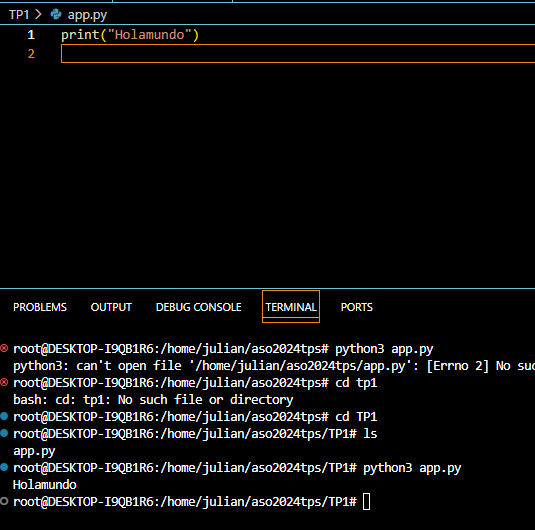 TP1 > app.py
1 print("Holamundo")
2
PROBLEMS OUTPUT DEBUG CONSOLE TERMINAL PORTS
root@DESKTOP-I9QB1R6:/home/julian/aso2024tps# python3 app.py
python3: can't open file '/home/julian/aso2024tps/app.py': [Errno 2] No suc
root@DESKTOP-I9QB1R6:/home/julian/aso2024tps# cd tp1
bash: cd: tp1: No such file or directory
root@DESKTOP-I9QB1R6:/home/julian/aso2024tps# cd TP1
root@DESKTOP-I9QB1R6:/home/julian/aso2024tps/TP1# ls
app.py
root@DESKTOP-I9QB1R6:/home/julian/aso2024tps/TP1# python3 app.py
Holamundo
root@DESKTOP-I9QB1R6:/home/julian/aso2024tps/TP1#